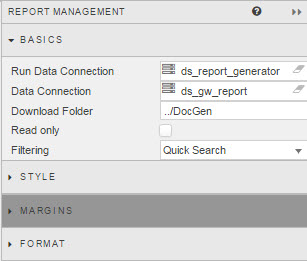 REPORT MANAGEMENT
BASICS
Run Data Connection ds_report_generator
Data Connection ds_gw_report
Download Folder ../DocGen
Read only
Filtering Quick Search
STYLE
MARGINS
FORMAT